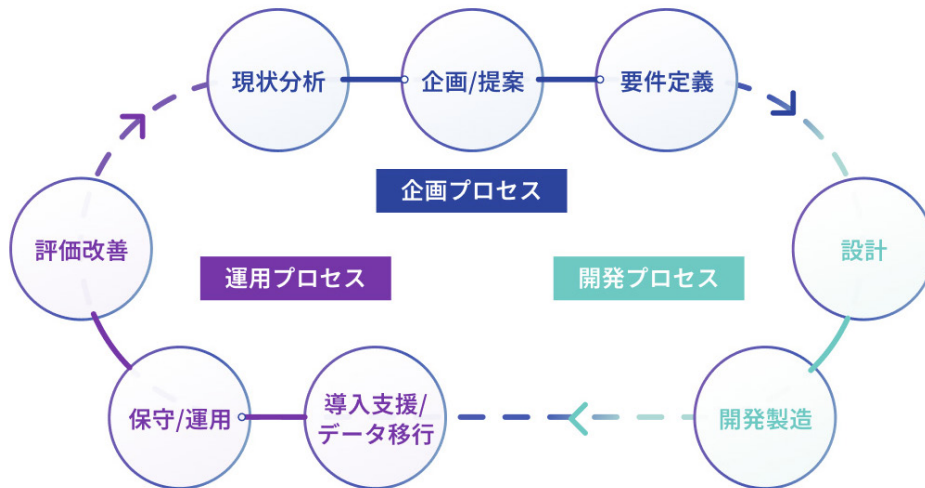 現状分析
企画/提案
要件定義
企画プロセス
評価改善
設計
運用プロセス
開発プロセス
保守/運用
導入支援/
データ移行
開発製造